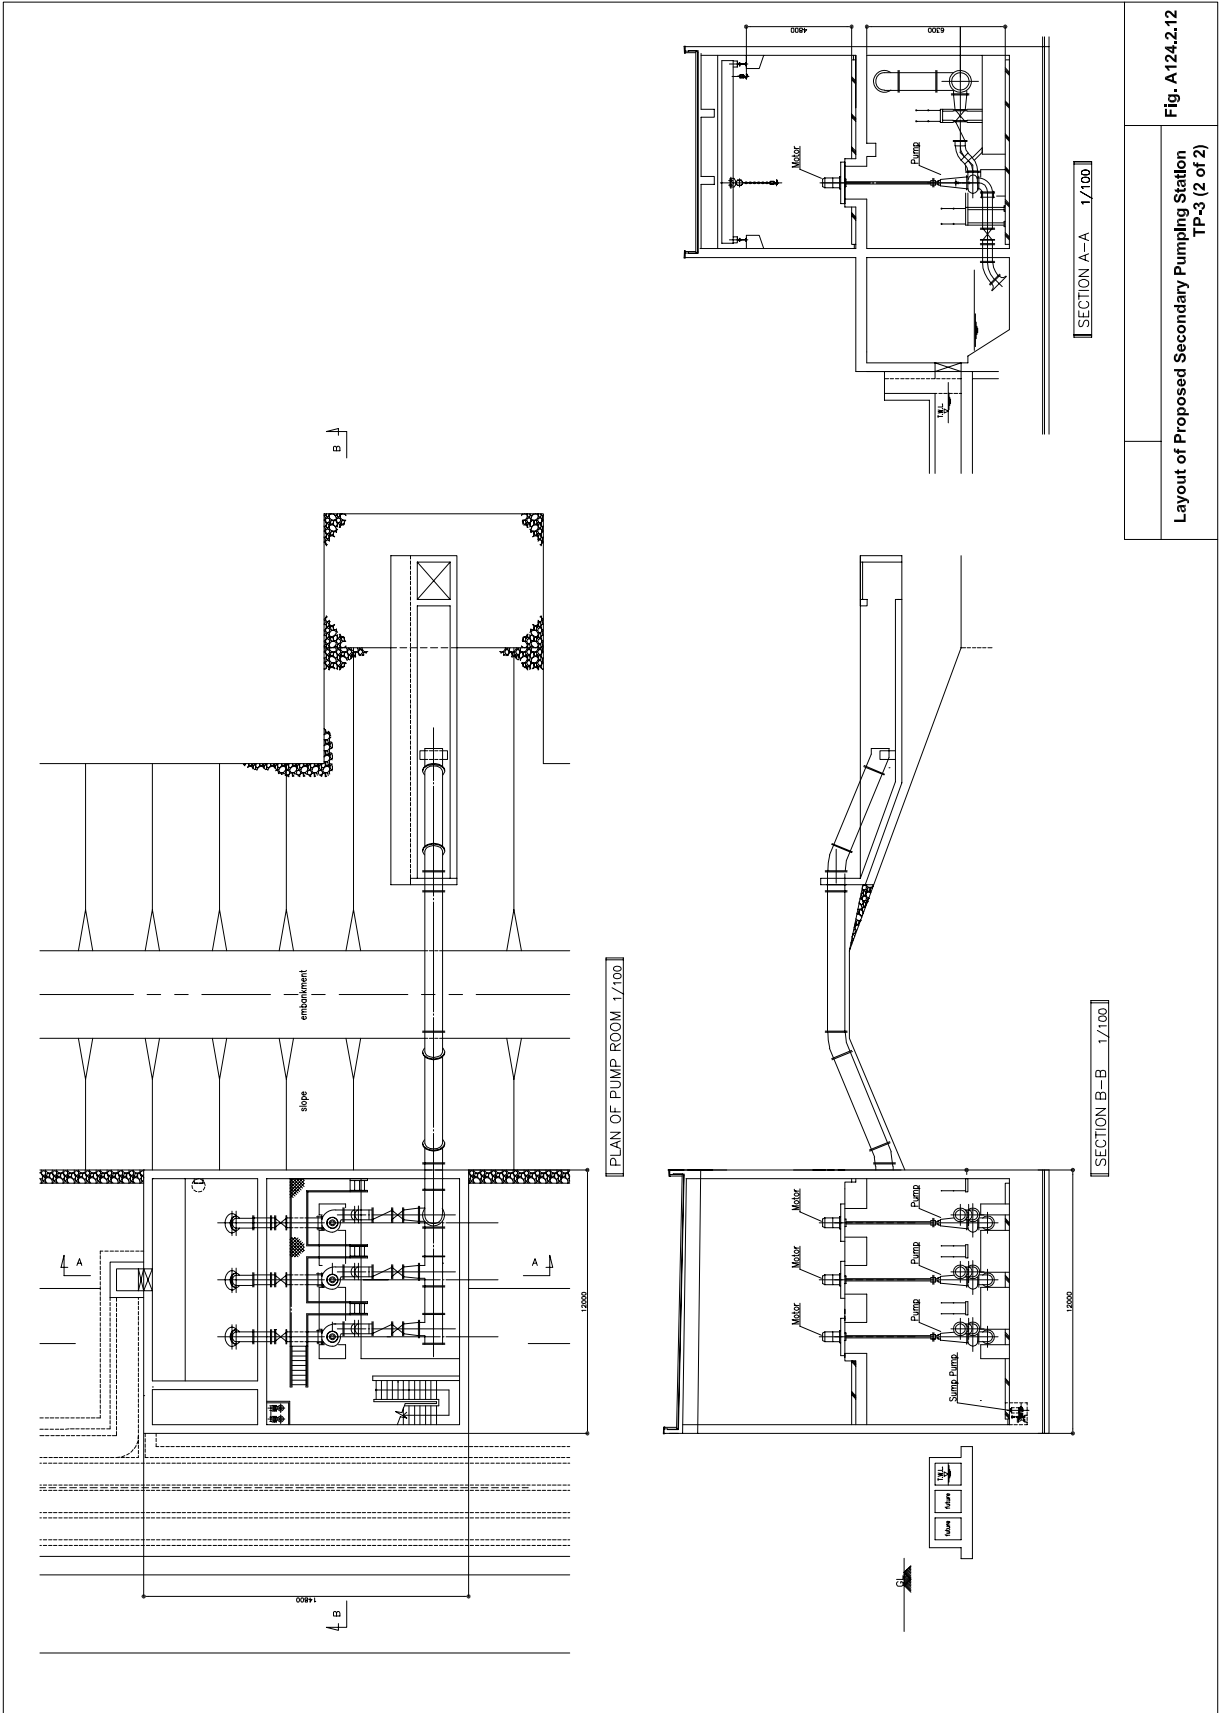 B
embankment
slope
A
A
12000
14800
B
PLAN OF PUMP ROOM 1/100
4800
6300
Motor
Pump
T.W.L
SECTION A-A 1/100
Motor
Motor
Motor
Pump
Pump
Pump
Sump Pump
12000
T.W.L
future
future
GL
SECTION B-B 1/100
Layout of Proposed Secondary Pumping Station
TP-3 (2 of 2)
Fig. A124.2.12